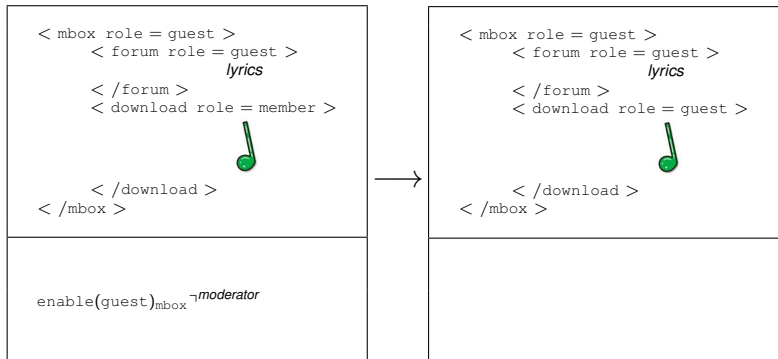 < mbox role = guest >
< forum role = guest >
lyrics
< /forum >
< download role = member >
< /download >
< /mbox >
enable(guest)mbox ¬moderator
< mbox role = guest >
< forum role = guest >
lyrics
< /forum >
< download role = guest >
< /download >
< /mbox >